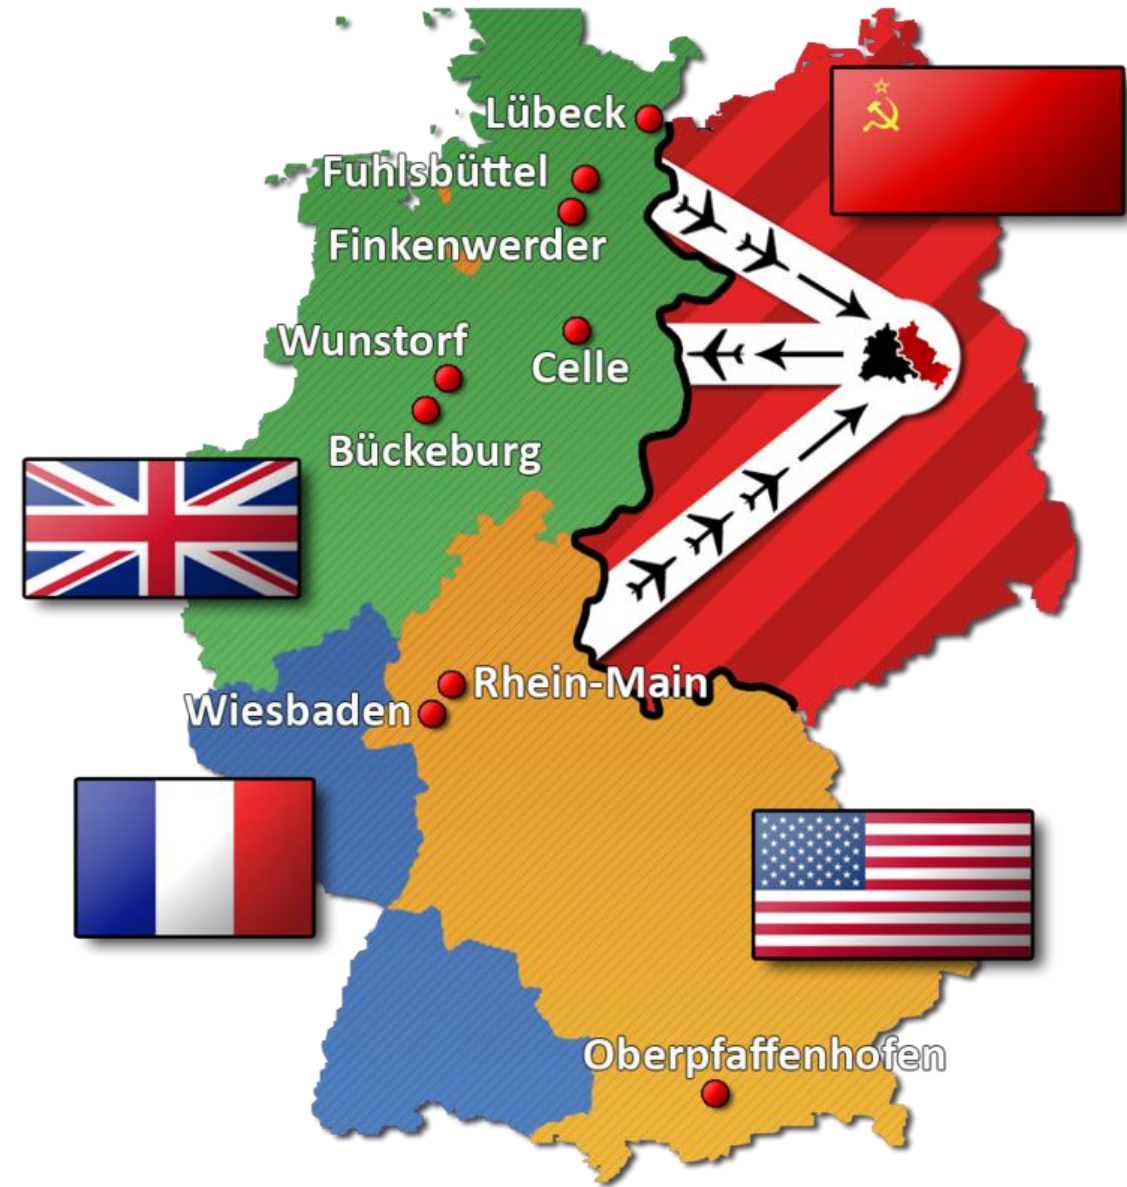 Lübeck
Fuhlsbüttel
Finkenwerder
Wunstorf
Celle
Bückeburg
Rhein-Main
Wiesbaden
Oberpfaffenhofen